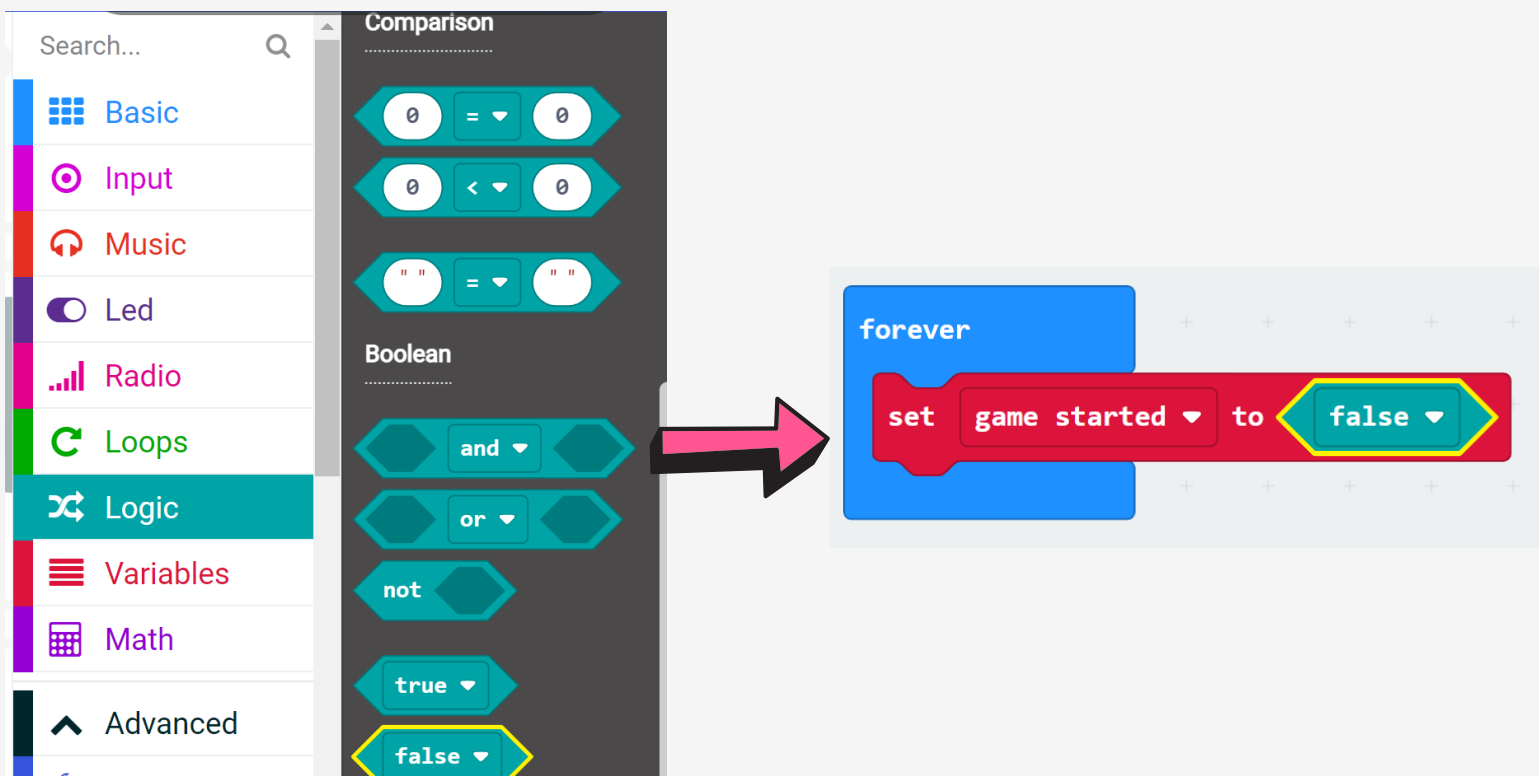 Search...
Basic
Input
Music
Led
Radio
Loops
Logic
Variables
Math
Advanced
Comparison
0 = 0
0 < 0
" " = " "
Boolean
and
or
not
true
false
forever
set game started to false